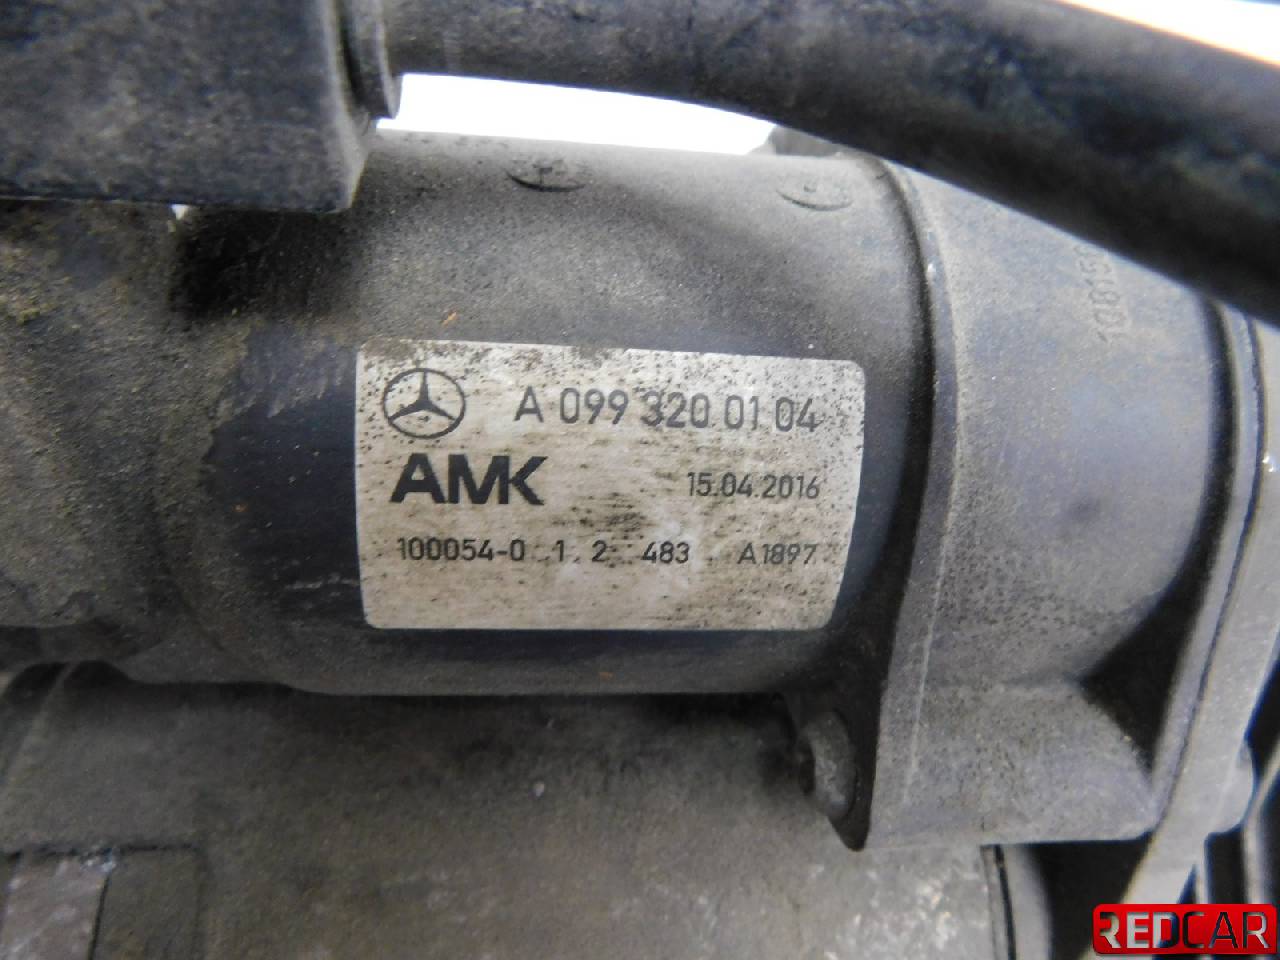 A 099 320 01 04
AMK 15.04.2016
100054-0 1 2 483 A1897
REDCAR